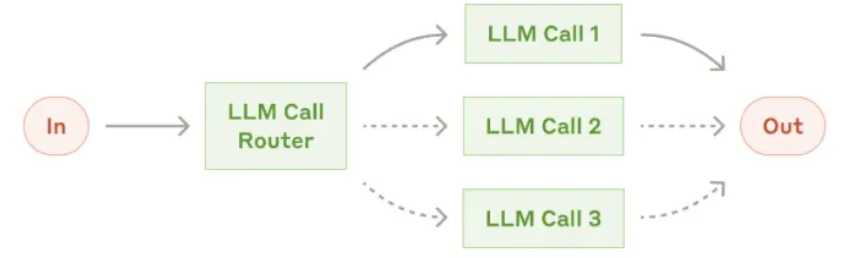 In
LLM Call
Router
LLM Call 1
LLM Call 2
LLM Call 3
Out